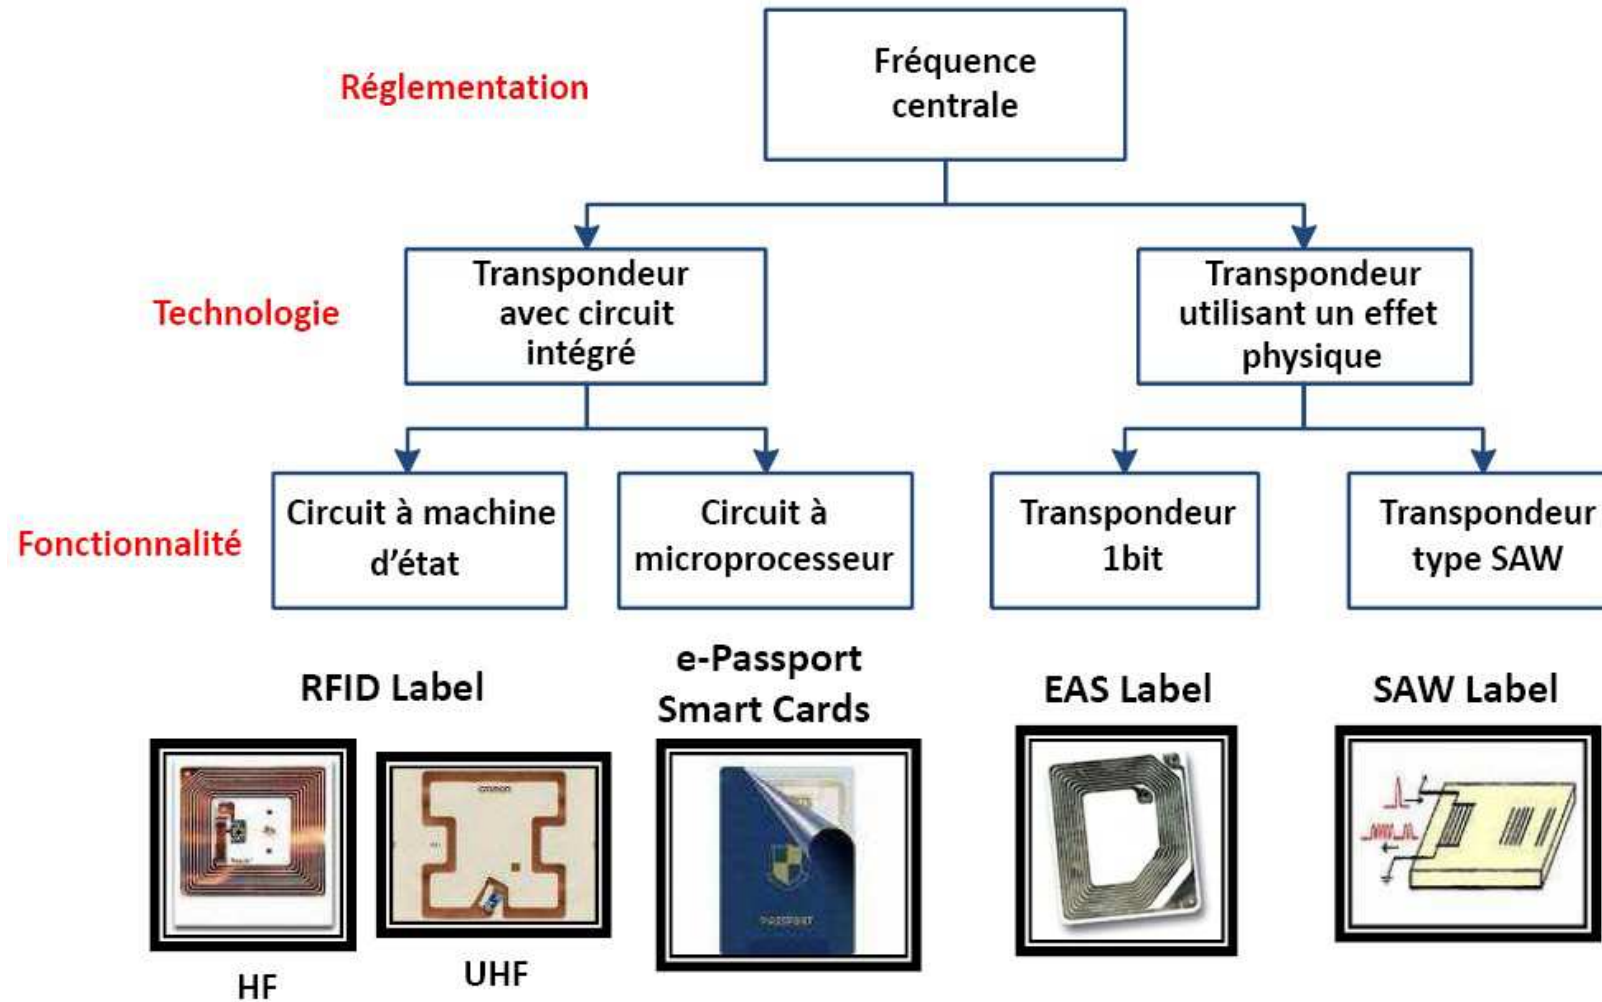 Réglementation
Fréquence
centrale
Technologie
Transpondeur
avec circuit
intégré
Transpondeur
utilisant un effet
physique
Fonctionnalité
Circuit à machine
d'état
Circuit à
microprocesseur
Transpondeur
1bit
Transpondeur
type SAW
RFID Label
e-Passport
Smart Cards
EAS Label
SAW Label
PASSPORT
HF
UHF